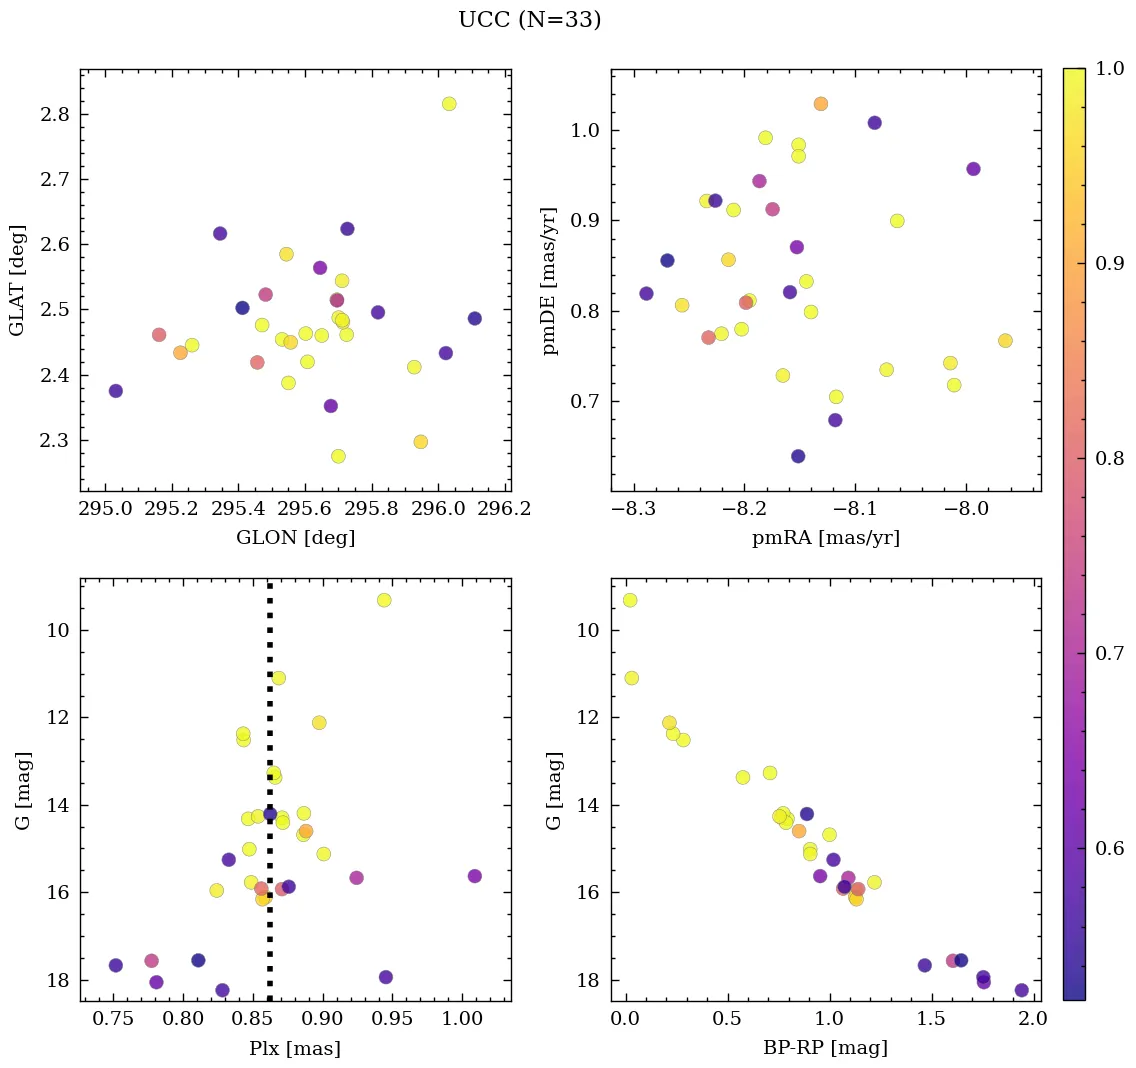 UCC (N=33)
2.8
2.7
2.6
2.5
2.4
2.3
GLAT [deg]
295.0 295.2 295.4 295.6 295.8 296.0 296.2
GLON [deg]
1.0
0.9
0.8
0.7
pmDE [mas/yr]
−8.3 −8.2 −8.1 −8.0
pmRA [mas/yr]
10
12
14
16
18
G [mag]
0.75 0.80 0.85 0.90 0.95 1.00
Plx [mas]
10
12
14
16
18
G [mag]
0.0 0.5 1.0 1.5 2.0
BP-RP [mag]
1.0
0.9
0.8
0.7
0.6